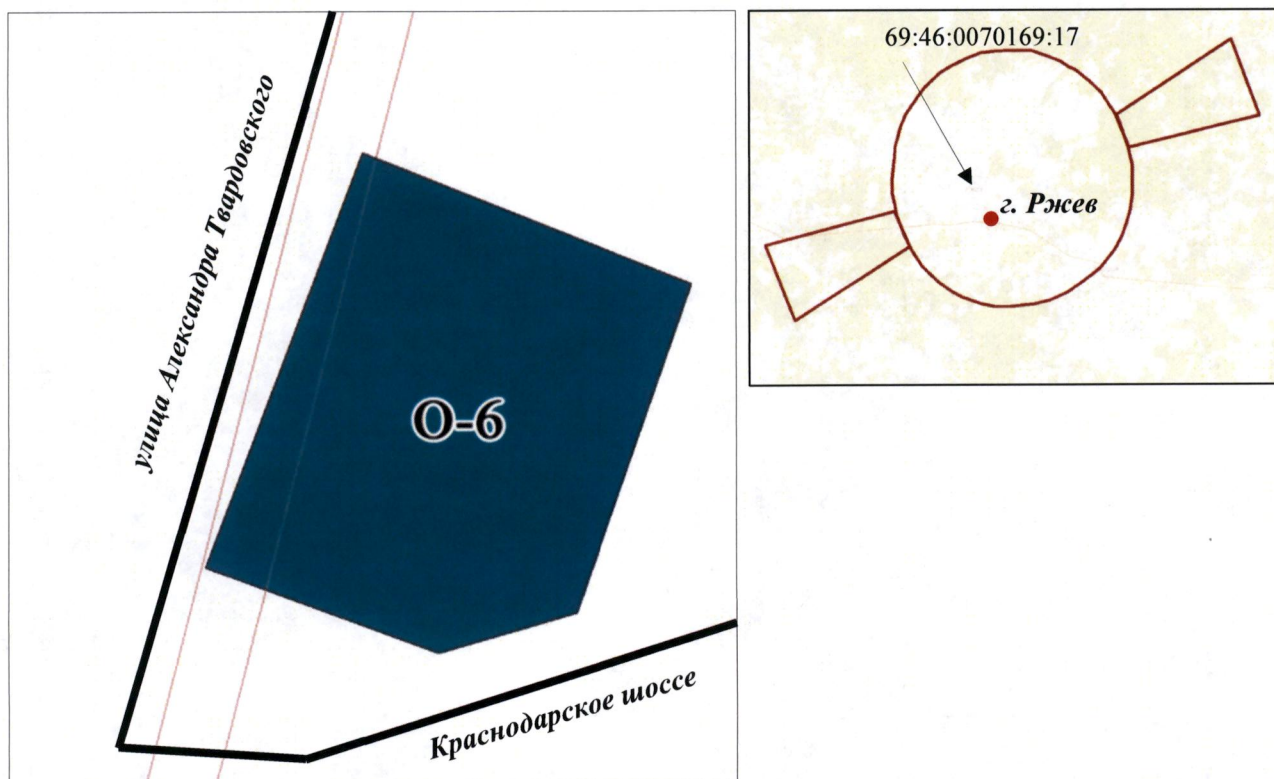 улица Александра Твардовского
О-6
Краснодарское шоссе
69:46:0070169:17
г. Ржев